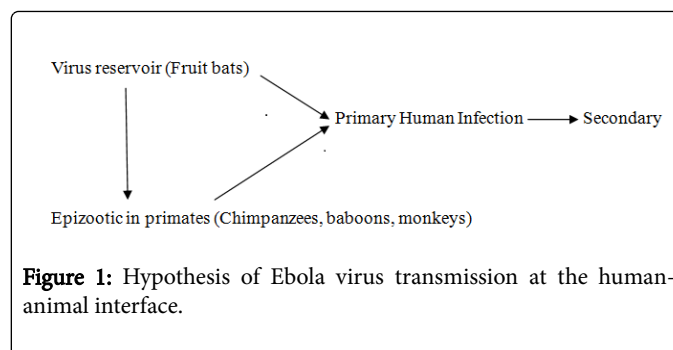 Virus reservoir (Fruit bats)
Primary Human Infection
Secondary
Epizootic in primates (Chimpanzees, baboons, monkeys)
Figure 1: Hypothesis of Ebola virus transmission at the human-
animal interface.